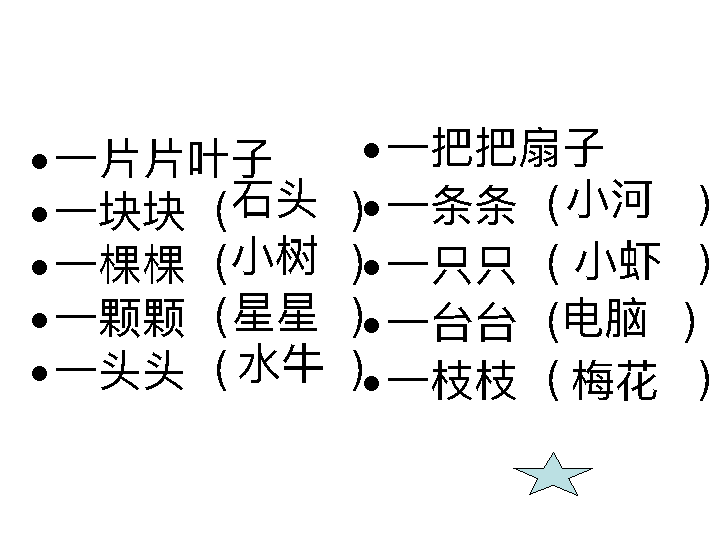 •一片片叶子
•一块块（石头 ）
•一棵棵（小树 ）
•一颗颗（星星 ）
•一头头（水牛 ）
•一把把扇子
•一条条（小河 ）
•一只只（小虾 ）
•一台台（电脑 ）
•一枝枝（梅花 ）